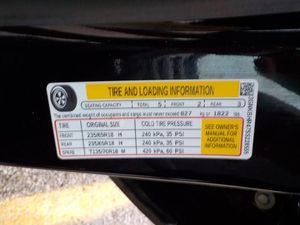 TIRE AND LOADING INFORMATION
SEATING CAPACITY TOTAL 5 FRONT 2 REAR 3
The combined weight of occupants and cargo must never exceed 827 kg or 1822 lbs
TIRE ORIGINAL SIZE COLD TIRE PRESSURE
FRONT 235/65R18 H 240 kPa, 35 PSI
REAR 235/65R18 H 240 kPa, 35 PSI
SPARE T135/70R18 M 420 kPa, 60 PSI
SEE OWNER'S
MANUAL FOR
ADDITIONAL
INFORMATION